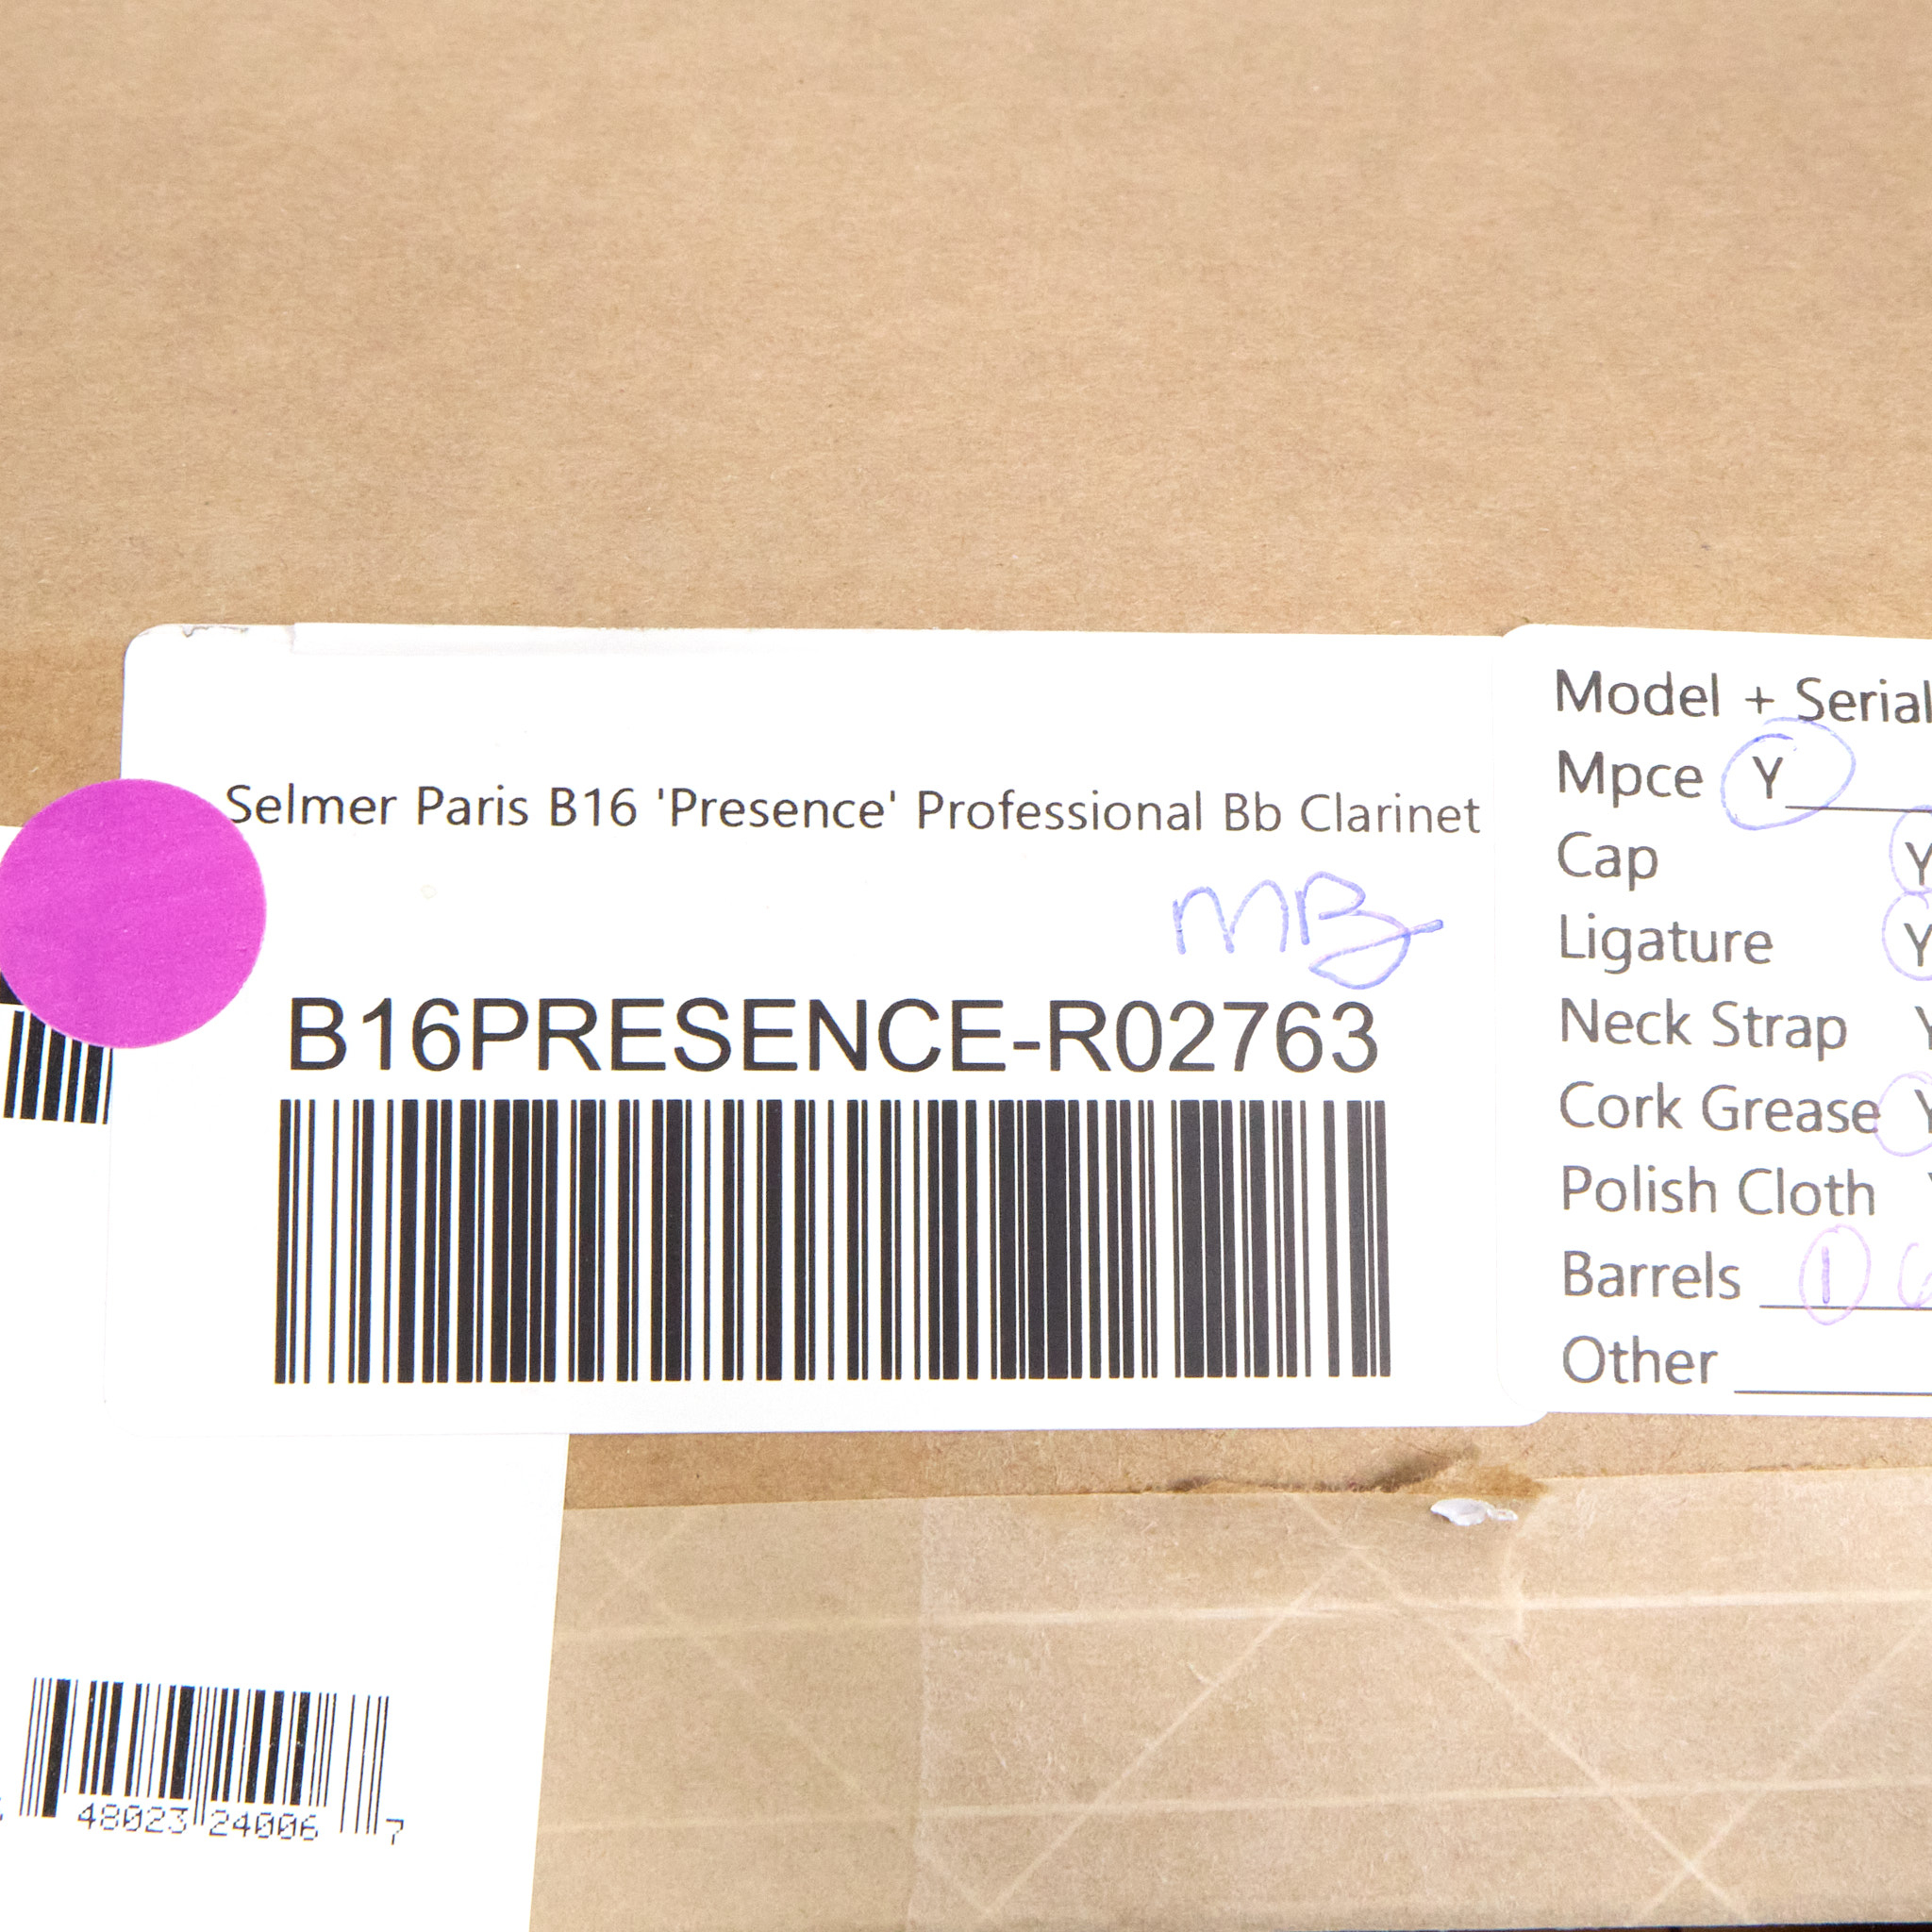 Selmer Paris B16 'Presence' Professional Bb Clarinet
MB
B16PRESENCE-R02763
Model + Serial
Mpce Y
Cap Y
Ligature Y
Neck Strap Y
Cork Grease Y
Polish Cloth
Barrels 1
Other
48023 24006 7